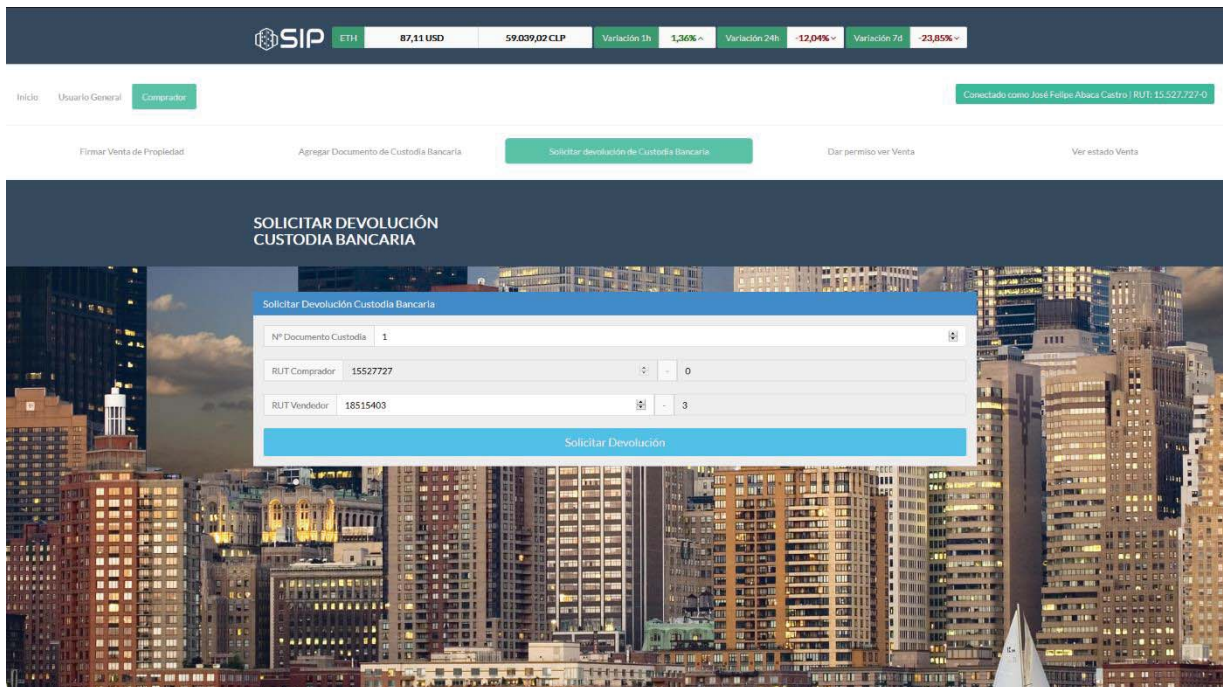 SIP ETH 87,11 USD 59.039,02 CLP Variación 1h 1,36% Variación 24h -12,04% Variación 7d -23,85%
Inicio Usuario General Comprador Conectado como José Felipe Abaca Castro | RUT: 15.527.727-0
Firmar Venta de Propiedad Agregar Documento de Custodia Bancaria Solicitar devolución de Custodia Bancaria Dar permiso ver Venta Ver estado Venta
SOLICITAR DEVOLUCIÓN
CUSTODIA BANCARIA
Solicitar Devolución Custodia Bancaria
Nº Documento Custodia 1
RUT Comprador 15527727 - 0
RUT Vendedor 18515403 - 3
Solicitar Devolución